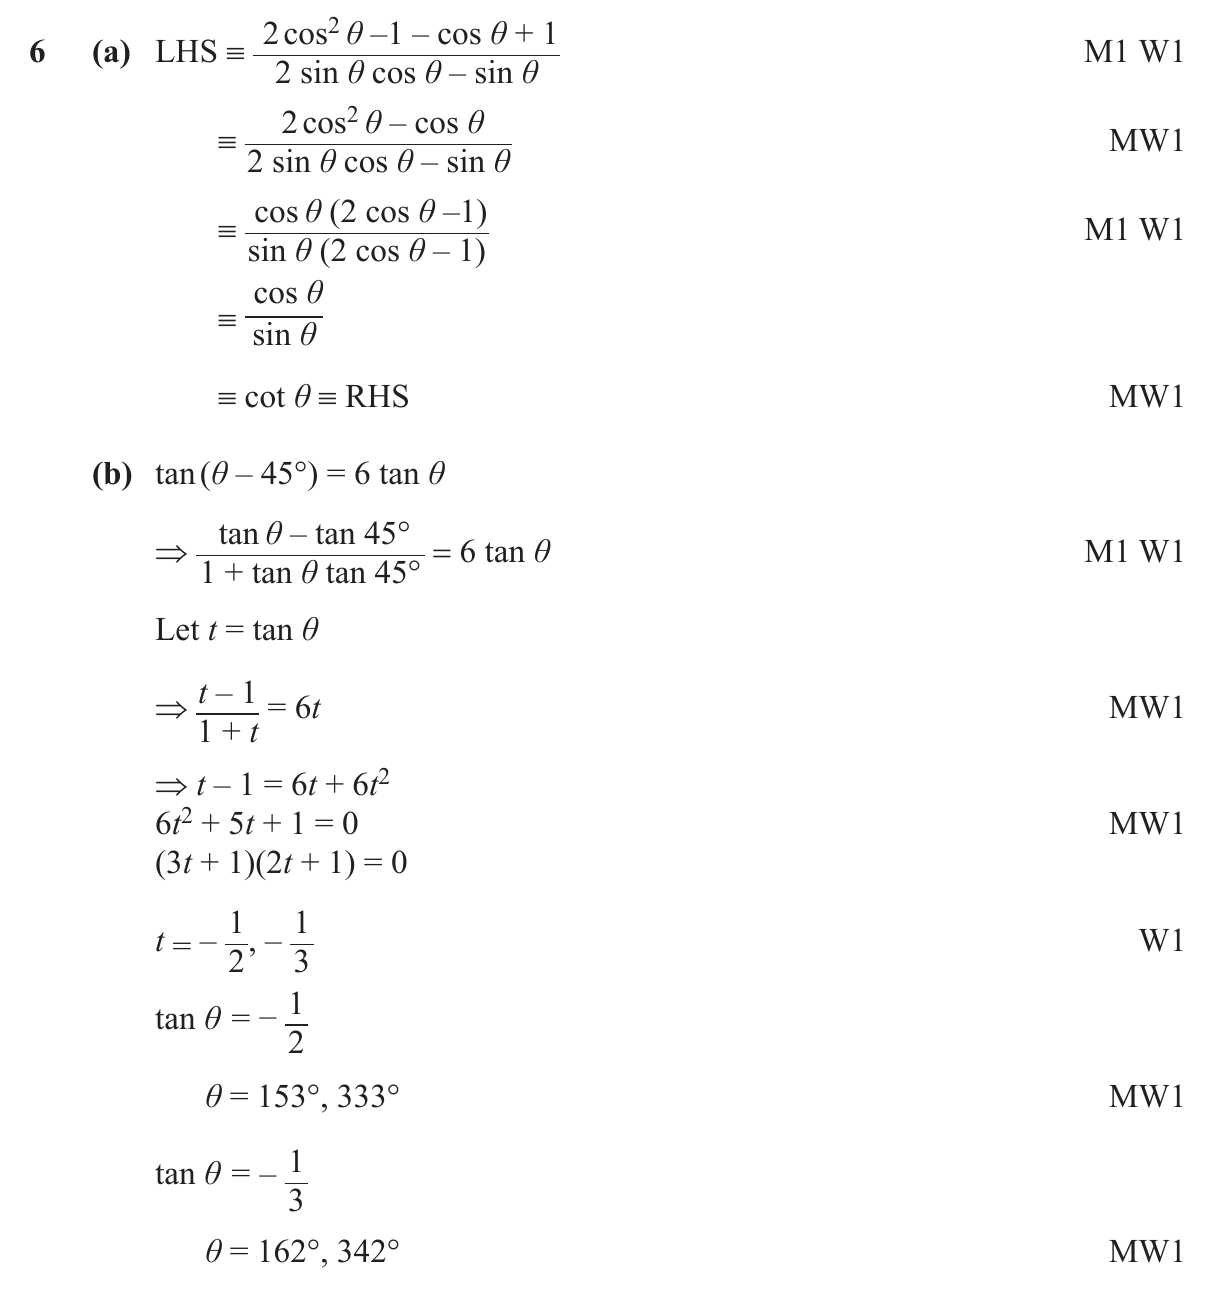 6 (a) LHS ≡ (2 cos² θ –1 – cos θ + 1)/(2 sin θ cos θ – sin θ) M1 W1
≡ (2 cos² θ – cos θ)/(2 sin θ cos θ – sin θ) MW1
≡ (cos θ (2 cos θ –1))/(sin θ (2 cos θ – 1)) M1 W1
≡ (cos θ)/(sin θ)
≡ cot θ ≡ RHS MW1
(b) tan (θ – 45°) = 6 tan θ
⇒ (tan θ – tan 45°)/(1 + tan θ tan 45°) = 6 tan θ M1 W1
Let t = tan θ
⇒ (t – 1)/(1 + t) = 6t MW1
⇒ t – 1 = 6t + 6t²
6t² + 5t + 1 = 0 MW1
(3t + 1)(2t + 1) = 0
t = – 1/2, – 1/3 W1
tan θ = – 1/2
θ = 153°, 333° MW1
tan θ = – 1/3
θ = 162°, 342° MW1